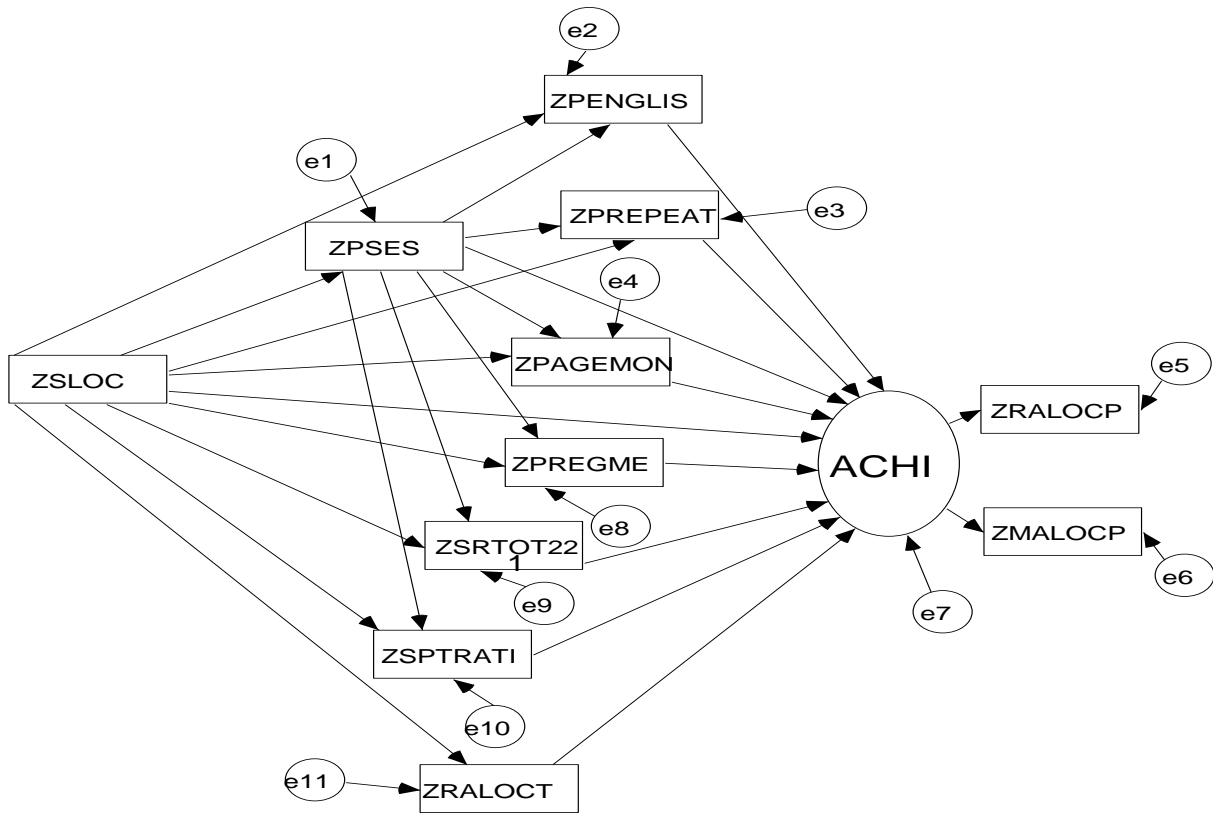 e2
ZPENGLIS
e1
ZPREPEAT
e3
ZPSES
e4
ZPAGEMON
ZSLOC
e5
ZRALOCP
ZPREGME
ACHI
e8
ZSRTOT22
1
ZMALOCP
e9
e7
e6
ZSPTRATI
e10
e11
ZRALOCT